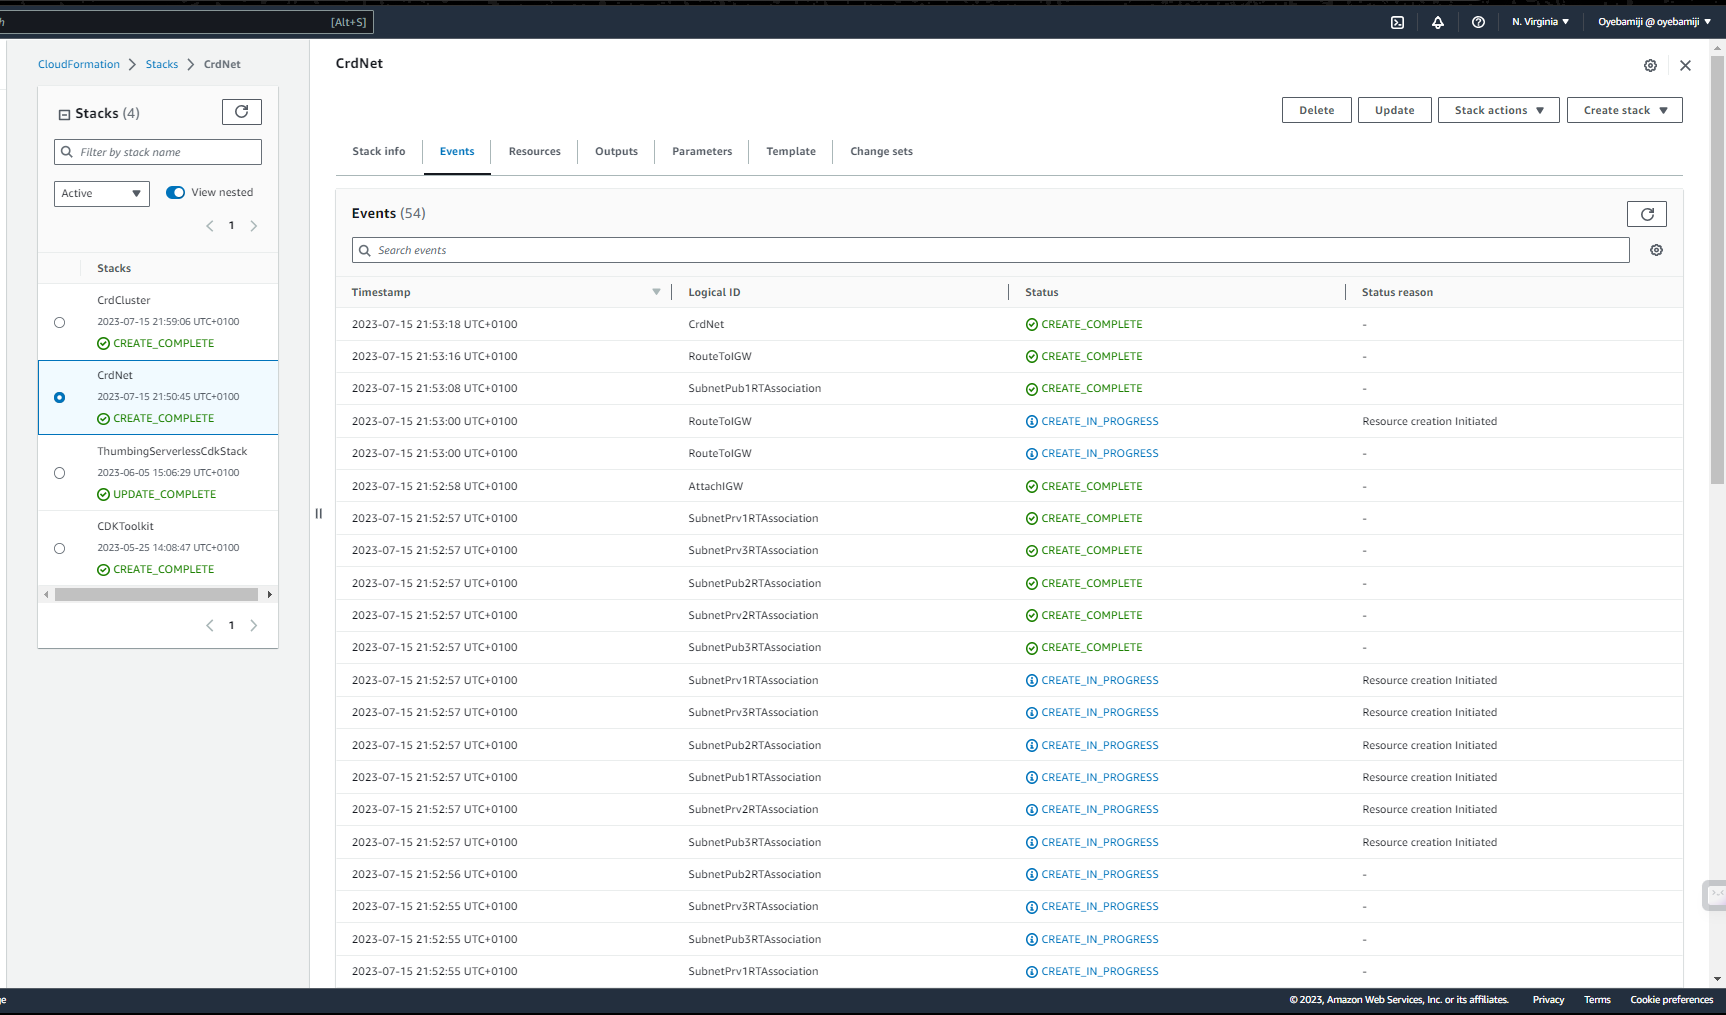 h [Alt+S] N. Virginia ▼ Oyebamiji @ oyebamiji ▼
CloudFormation > Stacks > CrdNet
Stacks (4)
Filter by stack name
Active View nested
1
Stacks
CrdCluster
2023-07-15 21:59:06 UTC+0100
CREATE_COMPLETE
CrdNet
2023-07-15 21:50:45 UTC+0100
CREATE_COMPLETE
ThumbingServerlessCdkStack
2023-06-05 15:06:29 UTC+0100
UPDATE_COMPLETE
CDKToolkit
2023-05-25 14:08:47 UTC+0100
CREATE_COMPLETE
1
CrdNet
Delete Update Stack actions ▼ Create stack ▼
Stack info Events Resources Outputs Parameters Template Change sets
Events (54)
Search events
Timestamp Logical ID Status Status reason
2023-07-15 21:53:18 UTC+0100 CrdNet CREATE_COMPLETE -
2023-07-15 21:53:16 UTC+0100 RouteToIGW CREATE_COMPLETE -
2023-07-15 21:53:08 UTC+0100 SubnetPub1RTAssociation CREATE_COMPLETE -
2023-07-15 21:53:00 UTC+0100 RouteToIGW CREATE_IN_PROGRESS Resource creation Initiated
2023-07-15 21:53:00 UTC+0100 RouteToIGW CREATE_IN_PROGRESS -
2023-07-15 21:52:58 UTC+0100 AttachIGW CREATE_COMPLETE -
2023-07-15 21:52:57 UTC+0100 SubnetPrv1RTAssociation CREATE_COMPLETE -
2023-07-15 21:52:57 UTC+0100 SubnetPrv3RTAssociation CREATE_COMPLETE -
2023-07-15 21:52:57 UTC+0100 SubnetPub2RTAssociation CREATE_COMPLETE -
2023-07-15 21:52:57 UTC+0100 SubnetPrv2RTAssociation CREATE_COMPLETE -
2023-07-15 21:52:57 UTC+0100 SubnetPub3RTAssociation CREATE_COMPLETE -
2023-07-15 21:52:57 UTC+0100 SubnetPrv1RTAssociation CREATE_IN_PROGRESS Resource creation Initiated
2023-07-15 21:52:57 UTC+0100 SubnetPrv3RTAssociation CREATE_IN_PROGRESS Resource creation Initiated
2023-07-15 21:52:57 UTC+0100 SubnetPub2RTAssociation CREATE_IN_PROGRESS Resource creation Initiated
2023-07-15 21:52:57 UTC+0100 SubnetPub1RTAssociation CREATE_IN_PROGRESS Resource creation Initiated
2023-07-15 21:52:57 UTC+0100 SubnetPrv2RTAssociation CREATE_IN_PROGRESS Resource creation Initiated
2023-07-15 21:52:57 UTC+0100 SubnetPub3RTAssociation CREATE_IN_PROGRESS Resource creation Initiated
2023-07-15 21:52:56 UTC+0100 SubnetPub2RTAssociation CREATE_IN_PROGRESS -
2023-07-15 21:52:55 UTC+0100 SubnetPrv3RTAssociation CREATE_IN_PROGRESS -
2023-07-15 21:52:55 UTC+0100 SubnetPub3RTAssociation CREATE_IN_PROGRESS -
2023-07-15 21:52:55 UTC+0100 SubnetPrv1RTAssociation CREATE_IN_PROGRESS -
ge © 2023, Amazon Web Services, Inc. or its affiliates. Privacy Terms Cookie preferences